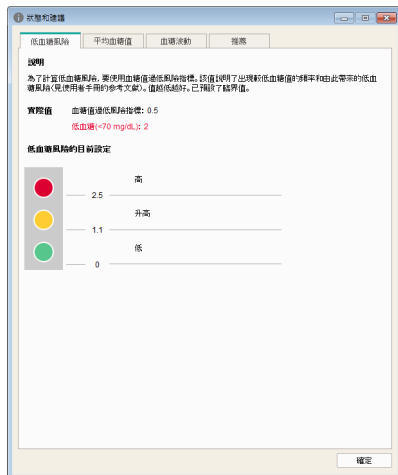 狀態和建議
低血糖風險 平均血糖值 血糖波動 推薦
說明
為了計算低血糖風險，要使用血糖值過低風險指標。該值說明了出現較低血糖值的頻率和由此帶來的低血
糖風險（見使用者手冊的參考文獻）。值越低越好。已預設了臨界值。
實際值 血糖值過低風險指標: 0.5
低血糖(<70 mg/dL): 2
低血糖風險的目前設定
高
2.5
升高
1.1
低
0
確定